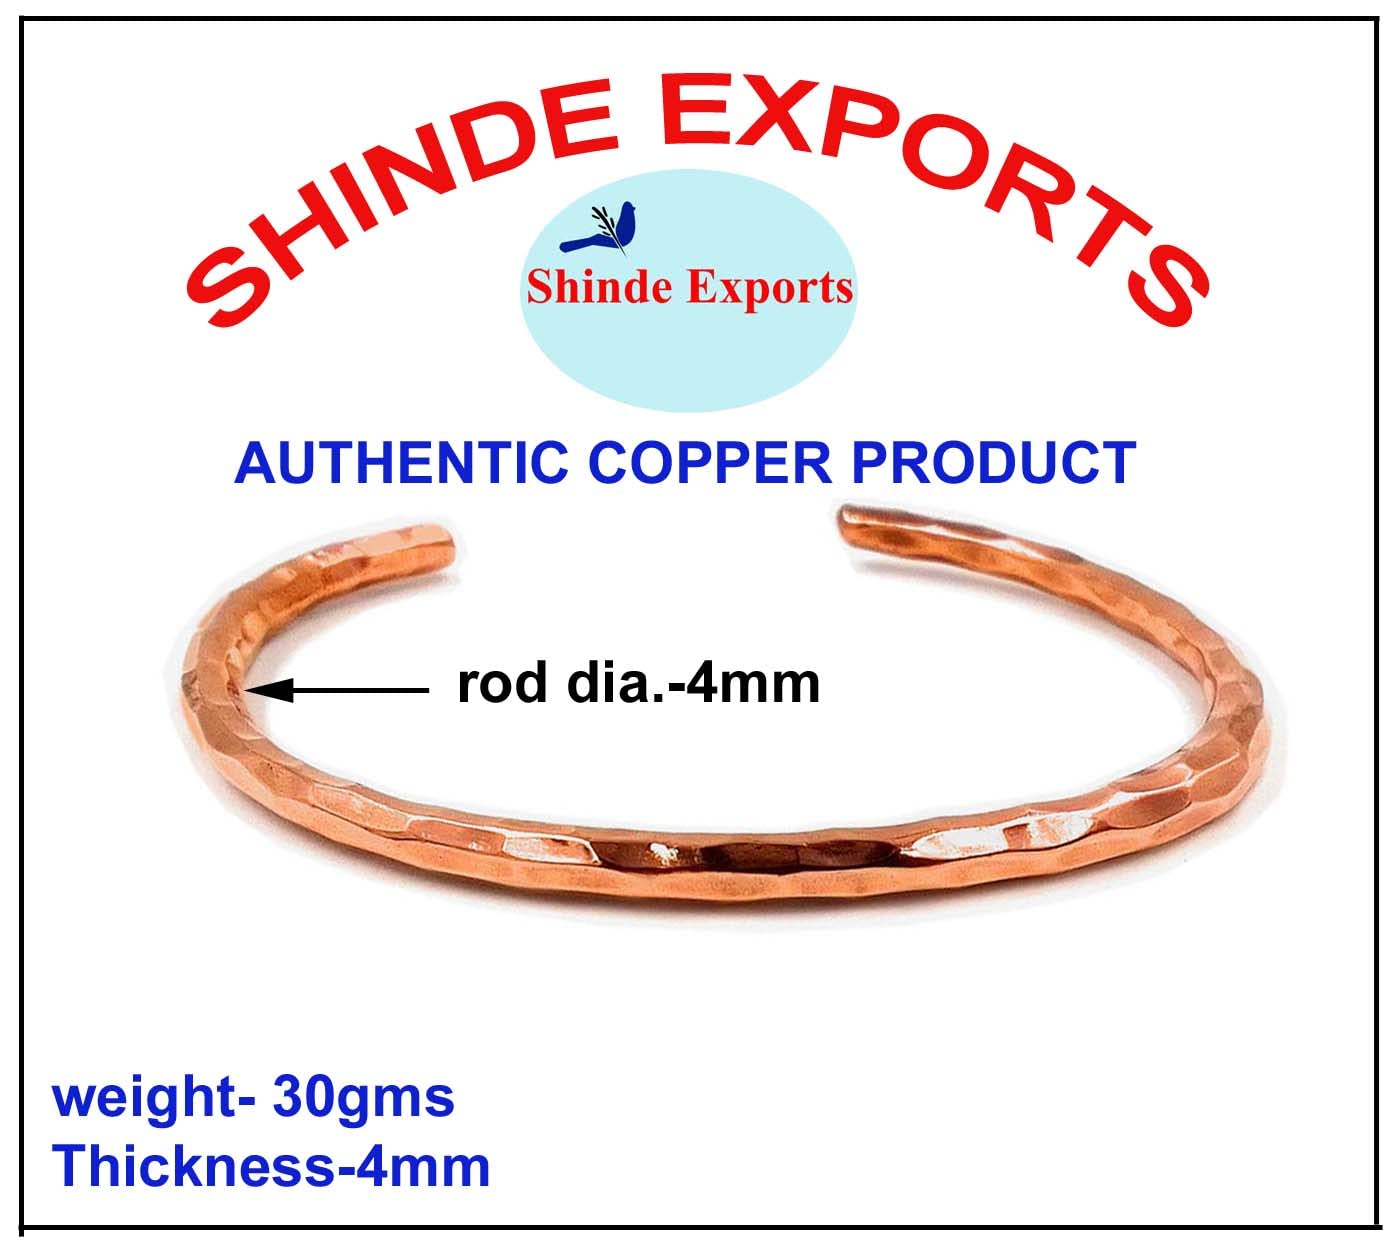 SHINDE EXPORTS
Shinde Exports
AUTHENTIC COPPER PRODUCT
rod dia.-4mm
weight- 30gms
Thickness-4mm